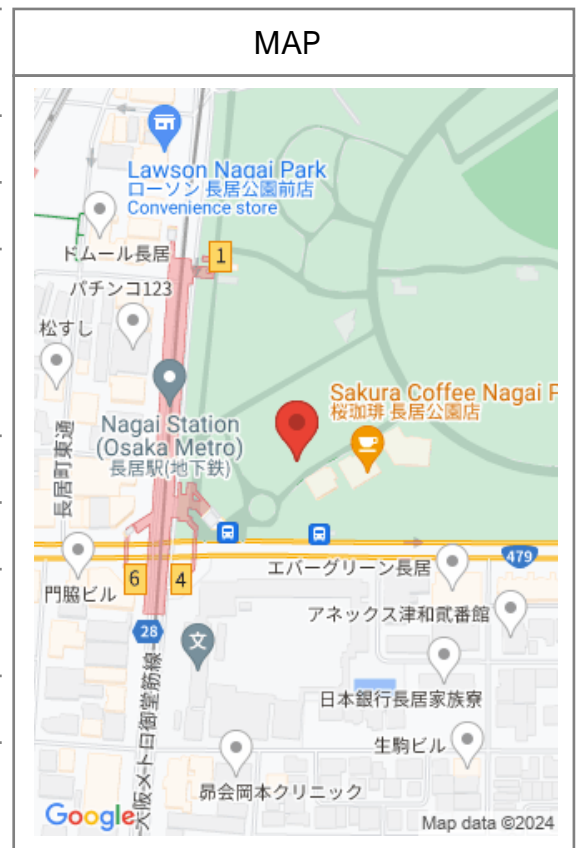 MAP
Lawson Nagai Park
ローソン 長居公園前店
Convenience store
ドムール長居
1
パチンコ123
松すし
Sakura Coffee Nagai P
桜珈琲 長居公園店
Nagai Station
(Osaka Metro)
長居駅(地下鉄)
長居町東通
479
エバーグリーン長居
6
4
門脇ビル
アネックス津和貮番館
28
文
大阪メトロ御堂筋線
日本銀行長居家族寮
生駒ビル
昴会岡本クリニック
Google
Map data ©2024